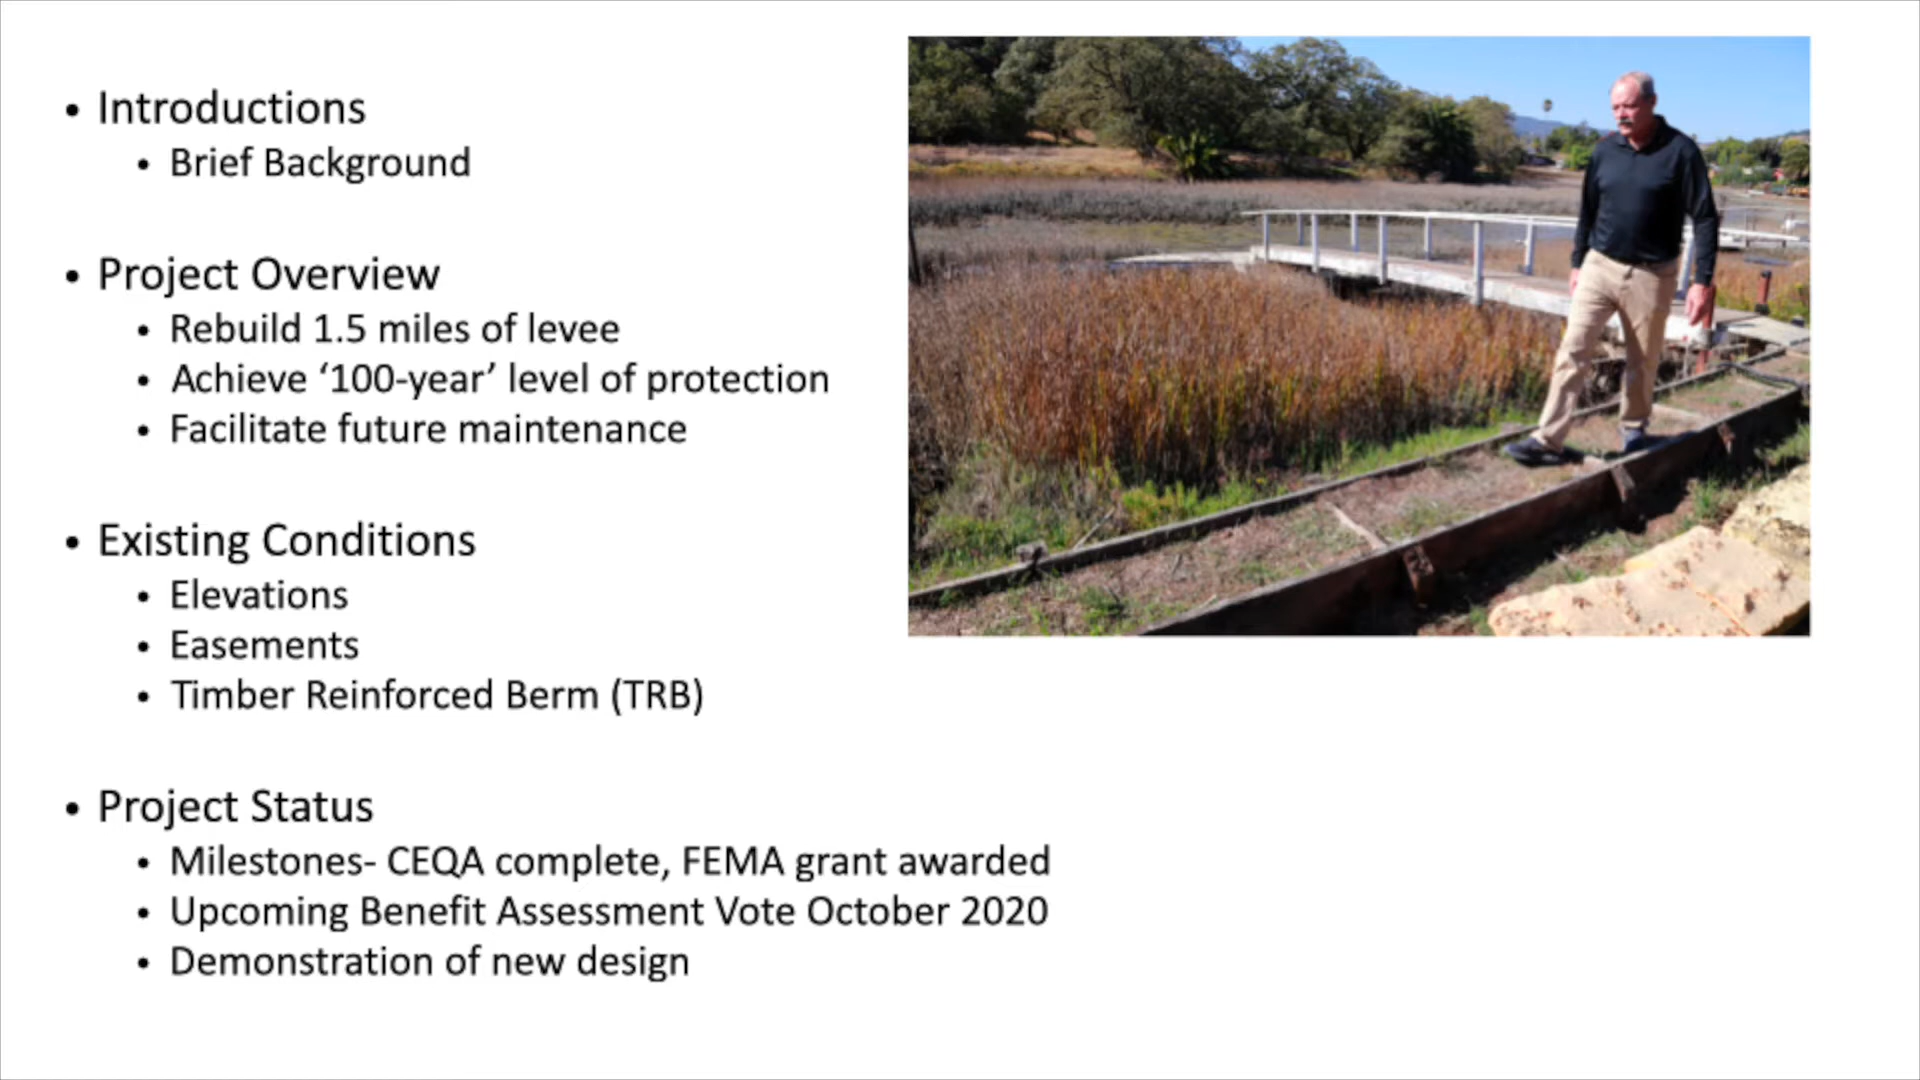 • Introductions
• Brief Background
• Project Overview
• Rebuild 1.5 miles of levee
• Achieve ‘100-year’ level of protection
• Facilitate future maintenance
• Existing Conditions
• Elevations
• Easements
• Timber Reinforced Berm (TRB)
• Project Status
• Milestones- CEQA complete, FEMA grant awarded
• Upcoming Benefit Assessment Vote October 2020
• Demonstration of new design